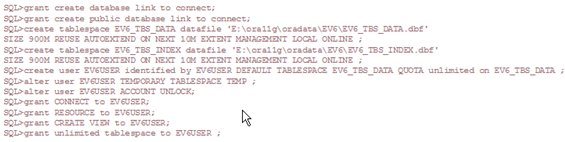 SQL>grant create database link to connect;
SQL>grant create public database link to connect;
SQL>create tablespace EV6_TBS_DATA datafile 'E:\ora11g\oradata\EV6\EV6_TBS_DATA.dbf'
SIZE 900M REUSE AUTOEXTEND ON NEXT 10M EXTENT MANAGEMENT LOCAL ONLINE ;
SQL>create tablespace EV6_TBS_INDEX datafile 'E:\ora11g\oradata\EV6\EV6_TBS_INDEX.dbf'
SIZE 900M REUSE AUTOEXTEND ON NEXT 10M EXTENT MANAGEMENT LOCAL ONLINE ;
SQL>create user EV6USER identified by EV6USER DEFAULT TABLESPACE EV6_TBS_DATA QUOTA unlimited on EV6_TBS_DATA ;
SQL>alter user EV6USER TEMPORARY TABLESPACE TEMP ;
SQL>alter user EV6USER ACCOUNT UNLOCK;
SQL>grant CONNECT to EV6USER;
SQL>grant RESOURCE to EV6USER;
SQL>grant CREATE VIEW to EV6USER;
SQL>grant unlimited tablespace to EV6USER ;